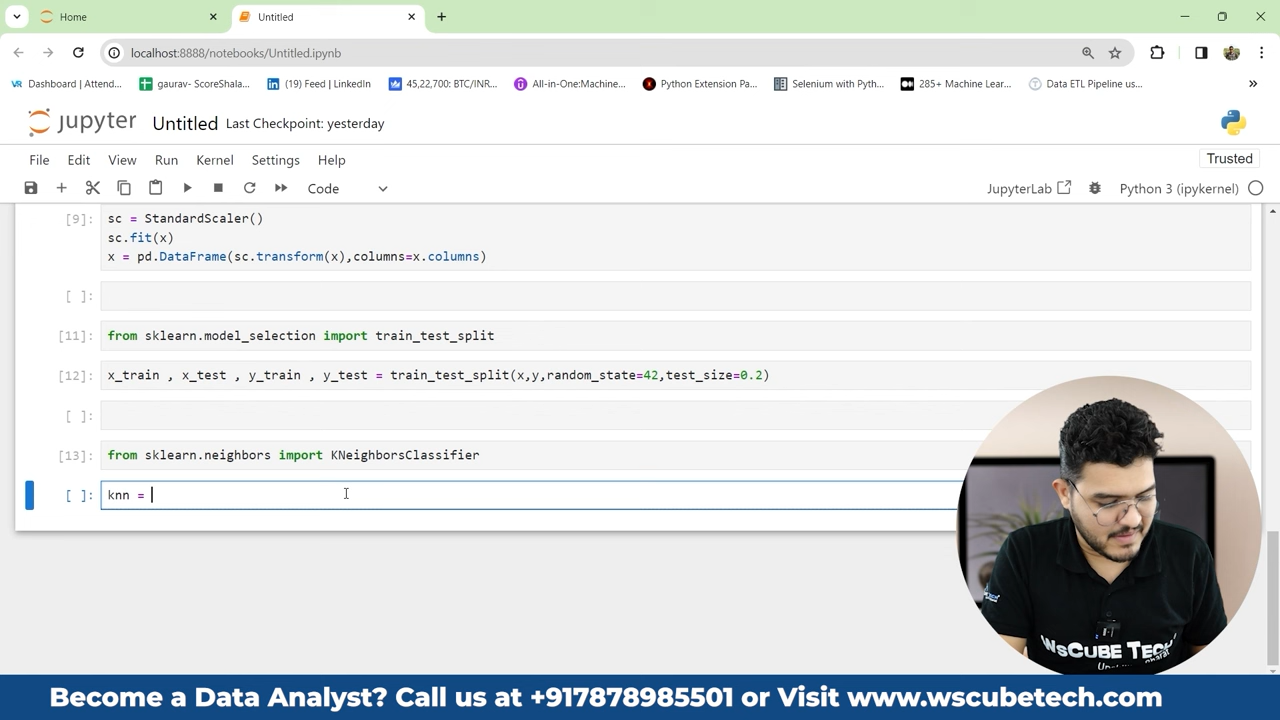 Home
Untitled
localhost:8888/notebooks/Untitled.ipynb
Dashboard | Attend... gaurav- ScoreShala... (19) Feed | LinkedIn 45,22,700: BTC/INR... All-in-One:Machine... Python Extension Pa... Selenium with Pyth... 285+ Machine Lear... Data ETL Pipeline us...
jupyter Untitled Last Checkpoint: yesterday
File Edit View Run Kernel Settings Help
Trusted
Code
JupyterLab
Python 3 (ipykernel)
[9]: sc = StandardScaler()
sc.fit(x)
x = pd.DataFrame(sc.transform(x),columns=x.columns)
[ ]:
[11]: from sklearn.model_selection import train_test_split
[12]: x_train , x_test , y_train , y_test = train_test_split(x,y,random_state=42,test_size=0.2)
[ ]:
[13]: from sklearn.neighbors import KNeighborsClassifier
[ ]: knn =
WsCUBE TECH
Become a Data Analyst? Call us at +917878985501 or Visit www.wscubetech.com